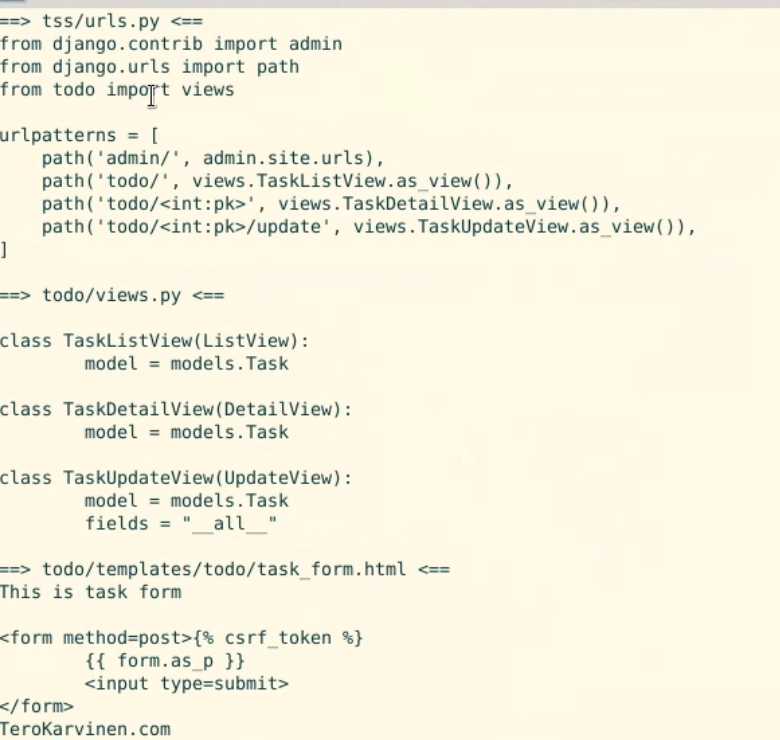 ==> tss/urls.py <==
from django.contrib import admin
from django.urls import path
from todo import views

urlpatterns = [
    path('admin/', admin.site.urls),
    path('todo/', views.TaskListView.as_view()),
    path('todo/<int:pk>', views.TaskDetailView.as_view()),
    path('todo/<int:pk>/update', views.TaskUpdateView.as_view()),
]

==> todo/views.py <==

class TaskListView(ListView):
        model = models.Task

class TaskDetailView(DetailView):
        model = models.Task

class TaskUpdateView(UpdateView):
        model = models.Task
        fields = "__all__"

==> todo/templates/todo/task_form.html <==
This is task form

<form method=post>{% csrf_token %}
        {{ form.as_p }}
        <input type=submit>
</form>
TeroKarvinen.com